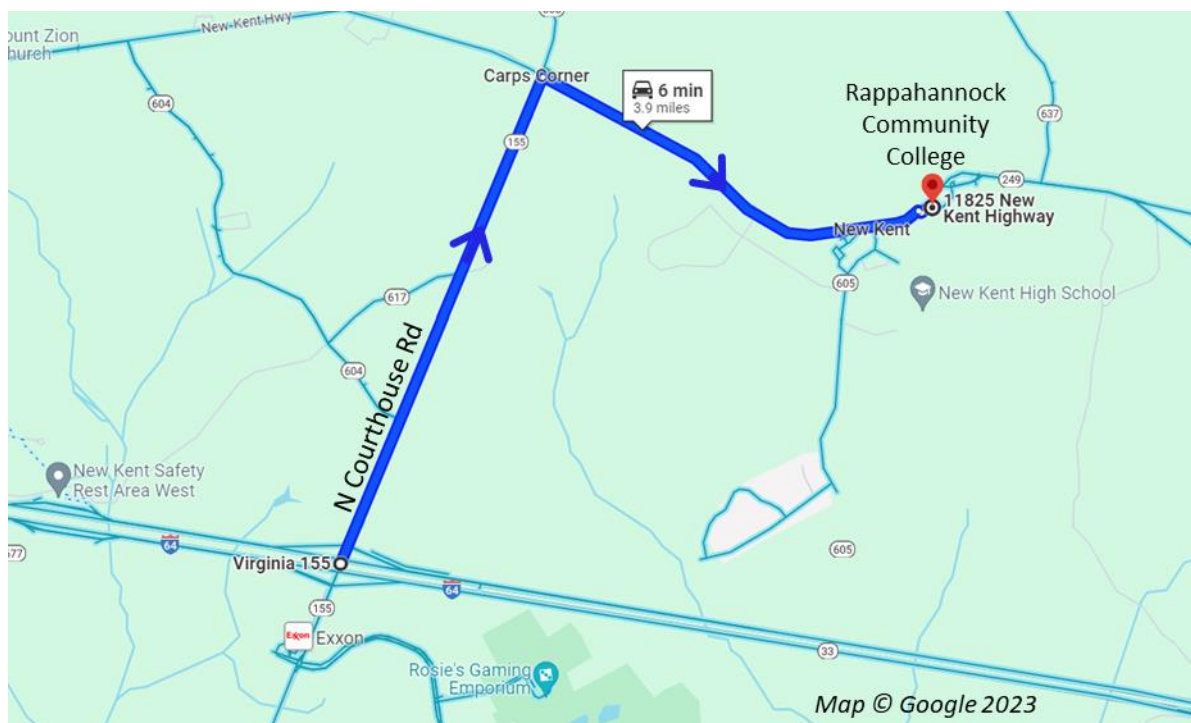 ount Zion
hurch
New Kent Hwy
604
Carps Corner
155
6 min
3.9 miles
Rappahannock
Community
College
637
249
11825 New
Kent Highway
New Kent
605
New Kent High School
617
604
N Courthouse Rd
New Kent Safety
Rest Area West
677
64
Virginia 155
64
605
155
Exxon
Exxon
33
Rosie's Gaming
Emporium
Map © Google 2023